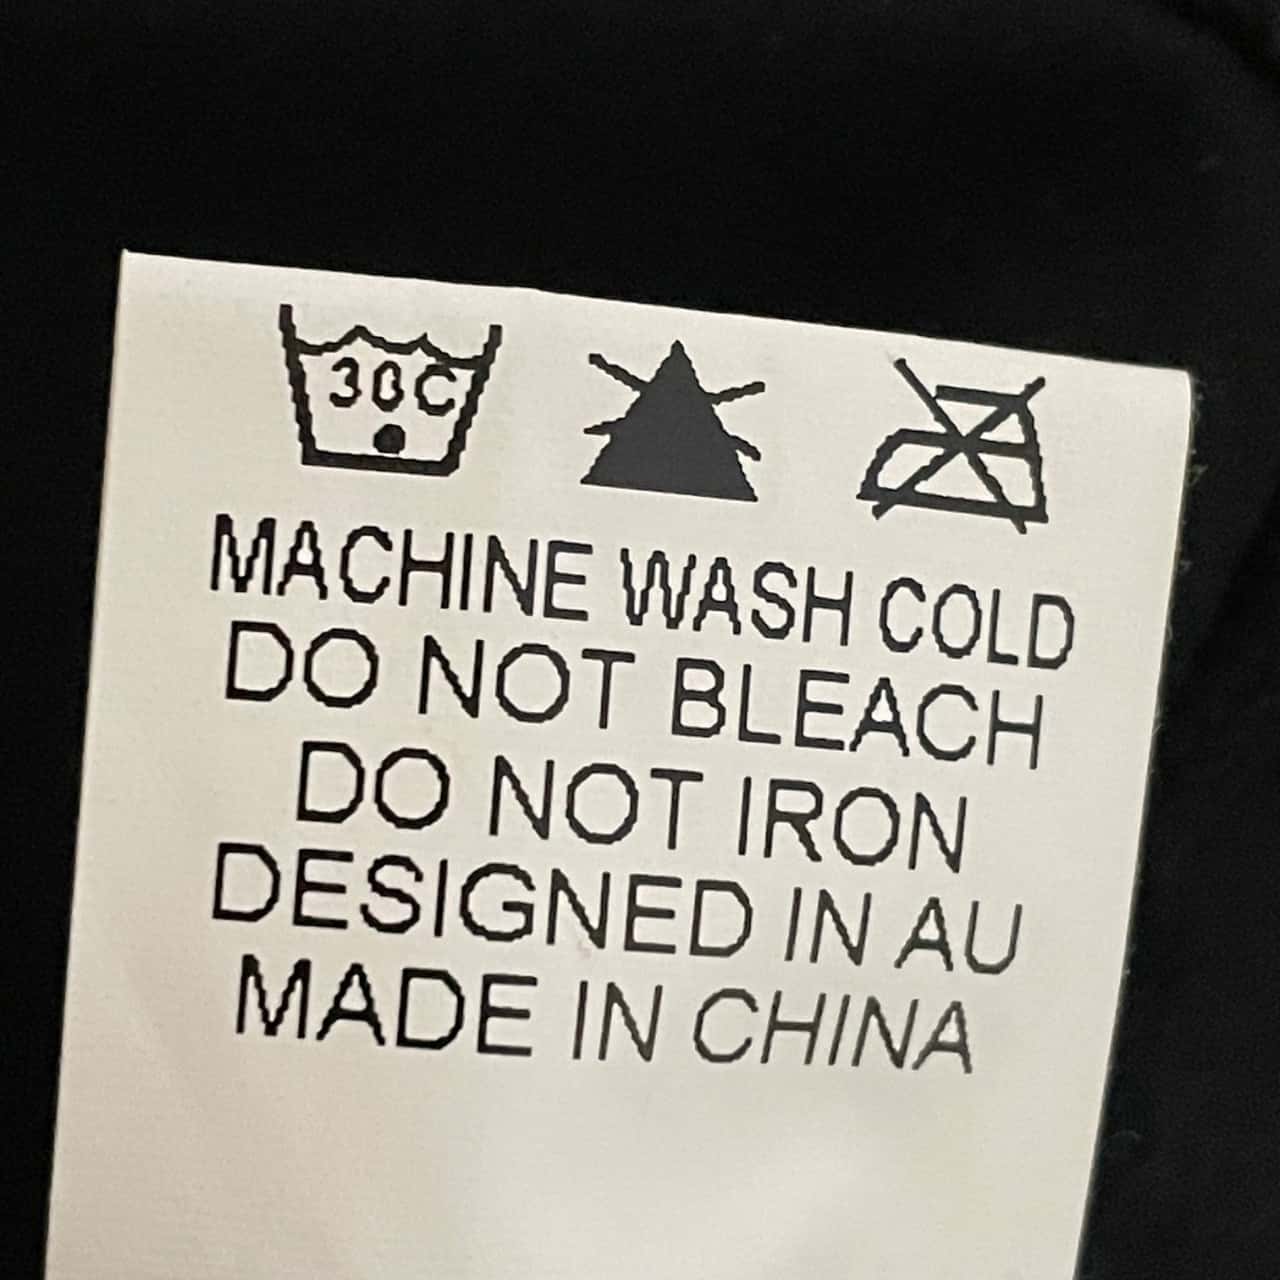 30C
MACHINE WASH COLD
DO NOT BLEACH
DO NOT IRON
DESIGNED IN AU
MADE IN CHINA